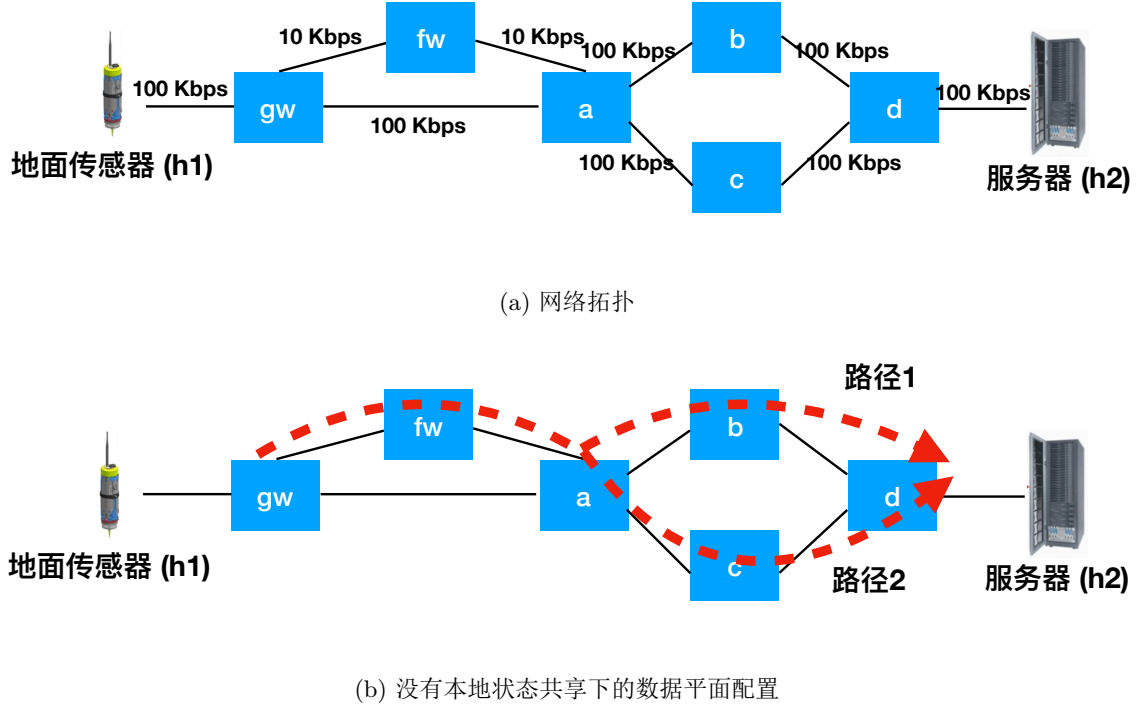 10 Kbps
fw
10 Kbps
100 Kbps
b
100 Kbps
100 Kbps
gw
100 Kbps
a
d
100 Kbps
100 Kbps
c
100 Kbps
地面传感器 (h1)
服务器 (h2)
(a) 网络拓扑
路径1
fw
b
gw
a
d
c
路径2
地面传感器 (h1)
服务器 (h2)
(b) 没有本地状态共享下的数据平面配置